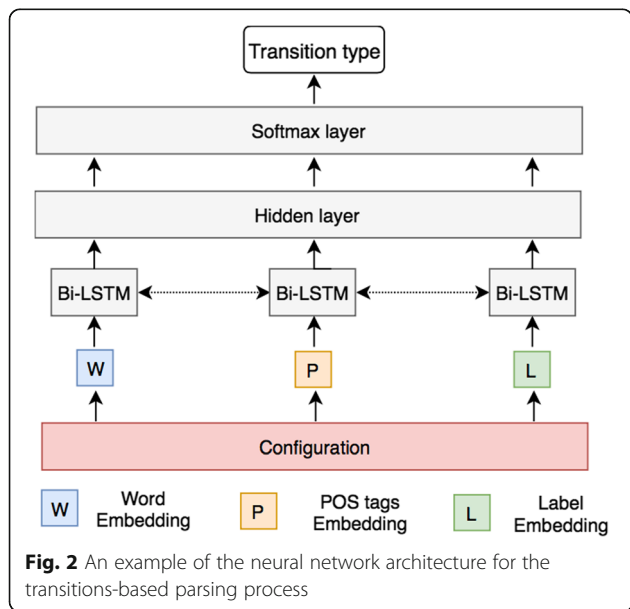 Transition type
Softmax layer
Hidden layer
Bi-LSTM Bi-LSTM Bi-LSTM
W P L
Configuration
W Word Embedding P POS tags Embedding L Label Embedding
Fig. 2 An example of the neural network architecture for the
transitions-based parsing process